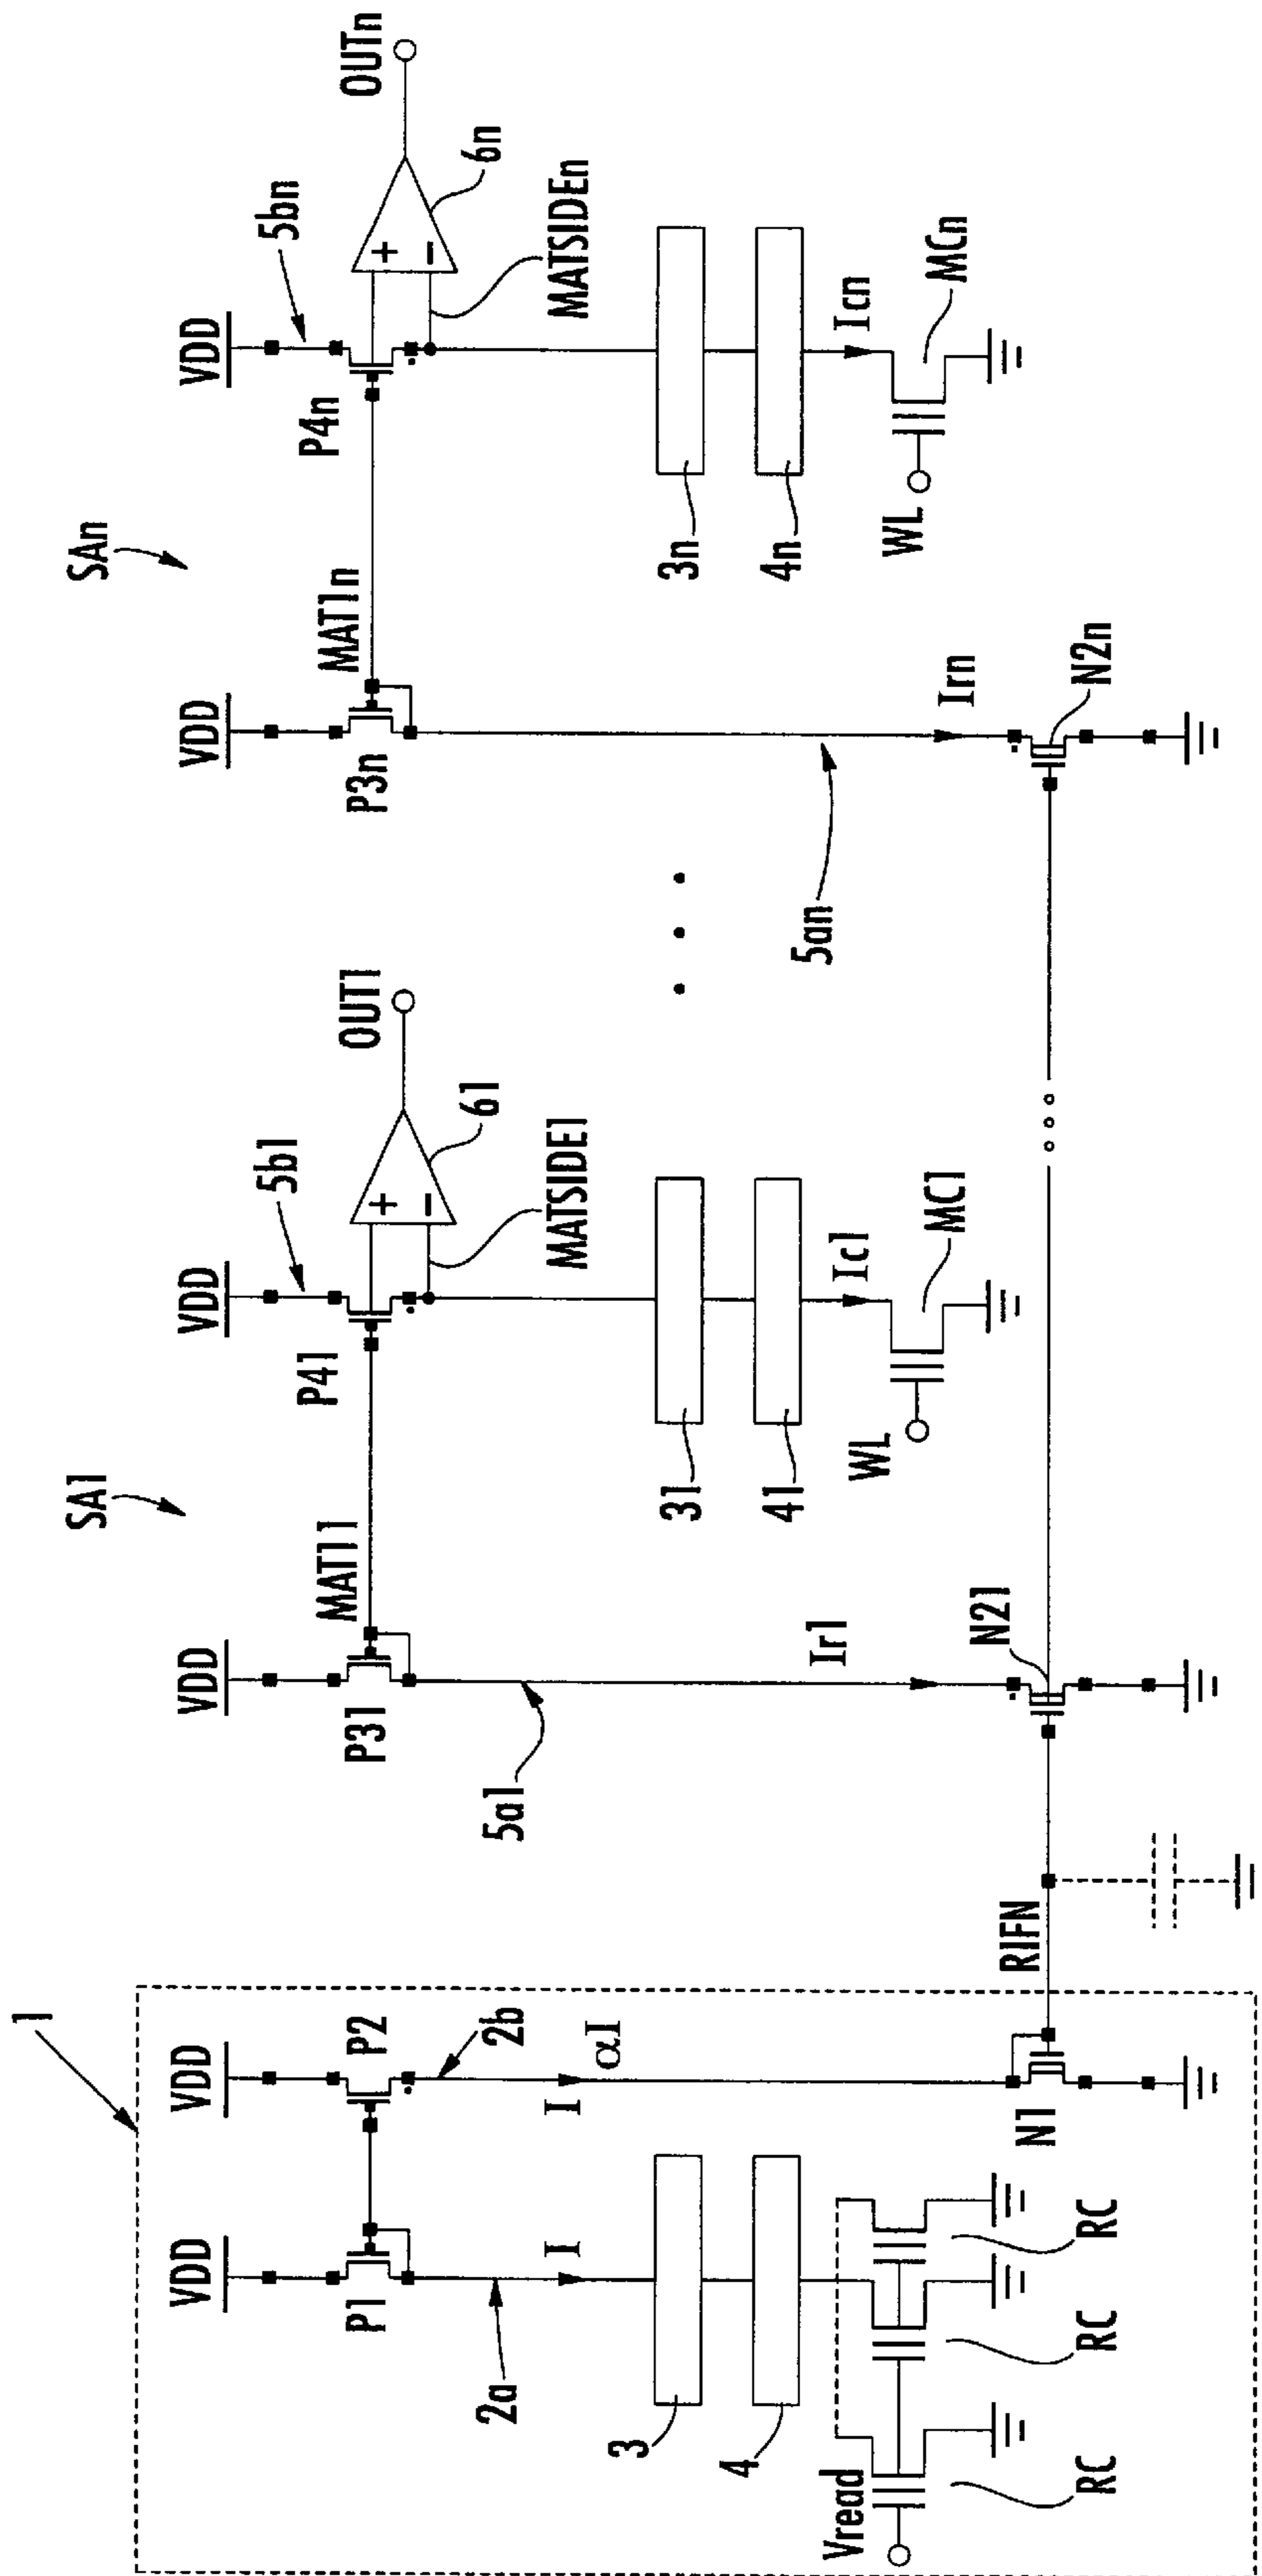 1
SA1
SAn
VDD
VDD
VDD
VDD
VDD
VDD
P1
P2
P31
MAT11
P41
5b1
OUT1
P3n
MAT1n
P4n
5bn
OUTn
61
6n
2a
I
2b
I
αI
5a1
MATSIDE1
5an
MATSIDEn
3
4
31
41
3n
4n
Vread
Ir1
WL
Ic1
MC1
Irn
WL
Icn
MCn
RC
RC
RC
N1
RIFN
N21
N2n
+
−
+
−